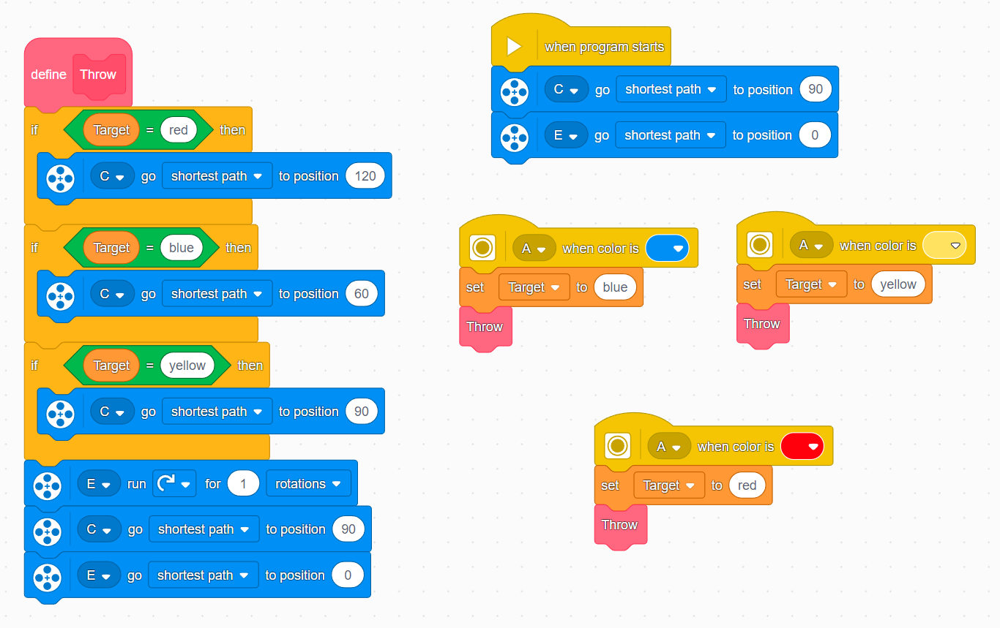 define Throw
if Target = red then
C go shortest path to position 120
if Target = blue then
C go shortest path to position 60
if Target = yellow then
C go shortest path to position 90
E run for 1 rotations
C go shortest path to position 90
E go shortest path to position 0
when program starts
C go shortest path to position 90
E go shortest path to position 0
A when color is
set Target to blue
Throw
A when color is
set Target to yellow
Throw
A when color is
set Target to red
Throw